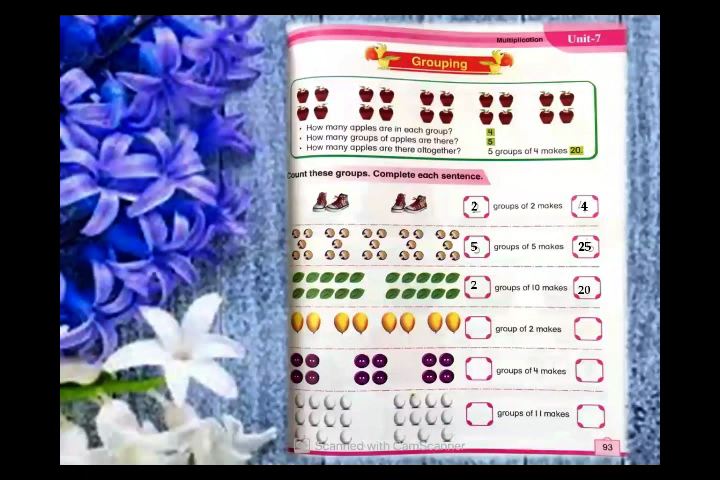 Multiplication Unit-7
Grouping
• How many apples are in each group? 4
• How many groups of apples are there? 5
• How many apples are there altogether? 5 groups of 4 makes 20.
Count these groups. Complete each sentence.
2 groups of 2 makes 4
5 groups of 5 makes 25
2 groups of 10 makes 20
group of 2 makes
groups of 4 makes
groups of 11 makes
Scanned with CamScanner
93